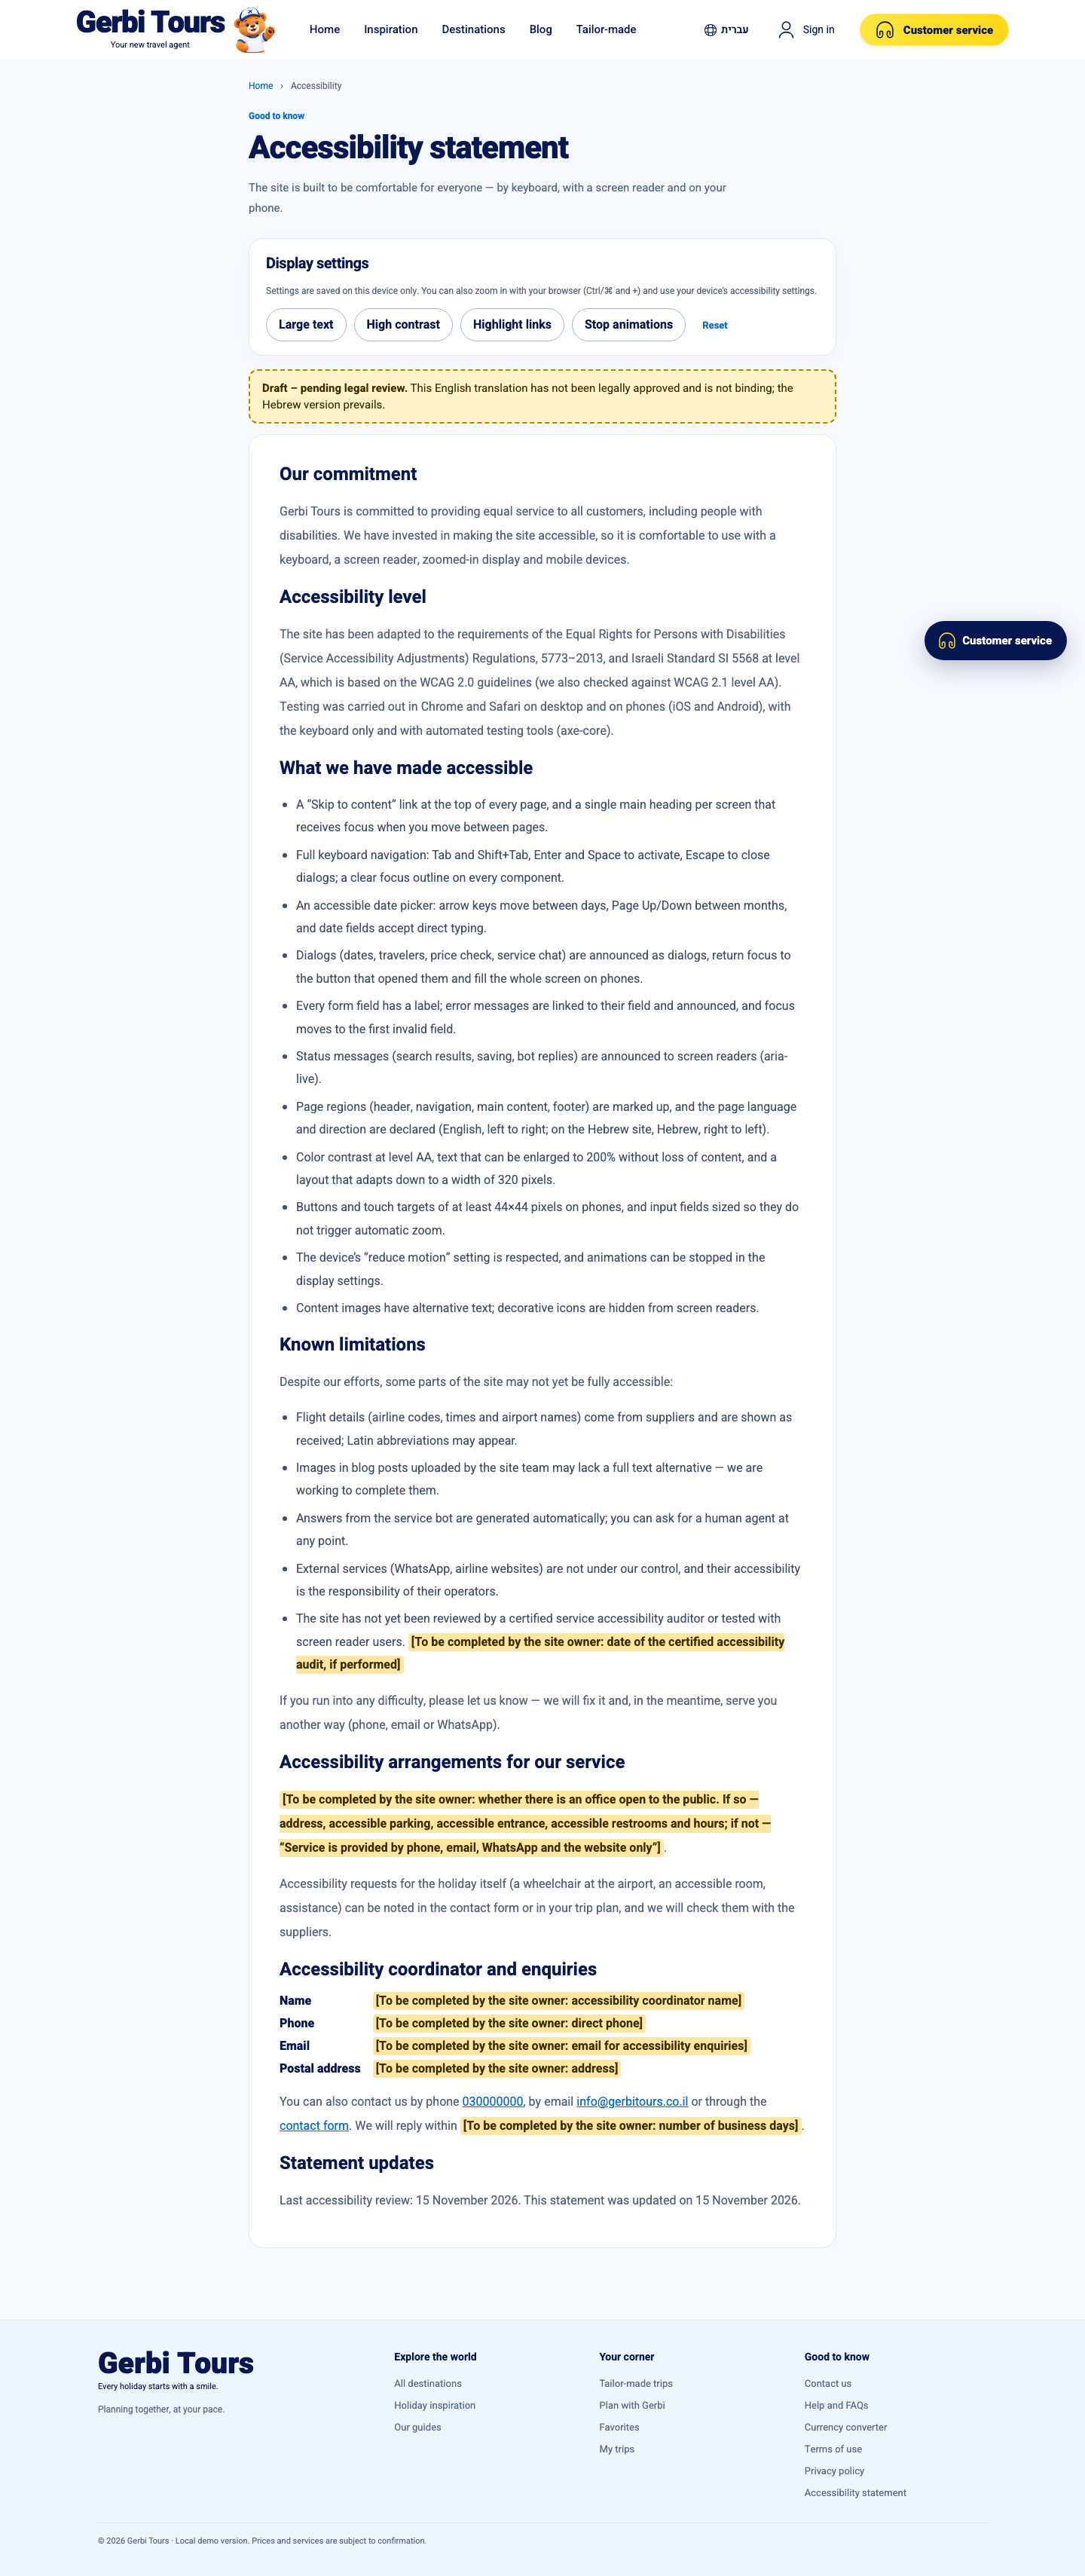 Gerbi Tours
Your new travel agent
Home
Inspiration
Destinations
Blog
Tailor-made
עברית
Sign in
Customer service
Home › Accessibility
Good to know
Accessibility statement
The site is built to be comfortable for everyone — by keyboard, with a screen reader and on your
phone.
Display settings
Settings are saved on this device only. You can also zoom in with your browser (Ctrl/⌘ and +) and use your device’s accessibility settings.
Large text
High contrast
Highlight links
Stop animations
Reset
Draft – pending legal review. This English translation has not been legally approved and is not binding; the
Hebrew version prevails.
Our commitment
Gerbi Tours is committed to providing equal service to all customers, including people with
disabilities. We have invested in making the site accessible, so it is comfortable to use with a
keyboard, a screen reader, zoomed-in display and mobile devices.
Accessibility level
The site has been adapted to the requirements of the Equal Rights for Persons with Disabilities
(Service Accessibility Adjustments) Regulations, 5773–2013, and Israeli Standard SI 5568 at level
AA, which is based on the WCAG 2.0 guidelines (we also checked against WCAG 2.1 level AA).
Testing was carried out in Chrome and Safari on desktop and on phones (iOS and Android), with
the keyboard only and with automated testing tools (axe-core).
Customer service
What we have made accessible
• A “Skip to content” link at the top of every page, and a single main heading per screen that
receives focus when you move between pages.
• Full keyboard navigation: Tab and Shift+Tab, Enter and Space to activate, Escape to close
dialogs; a clear focus outline on every component.
• An accessible date picker: arrow keys move between days, Page Up/Down between months,
and date fields accept direct typing.
• Dialogs (dates, travelers, price check, service chat) are announced as dialogs, return focus to
the button that opened them and fill the whole screen on phones.
• Every form field has a label; error messages are linked to their field and announced, and focus
moves to the first invalid field.
• Status messages (search results, saving, bot replies) are announced to screen readers (aria-
live).
• Page regions (header, navigation, main content, footer) are marked up, and the page language
and direction are declared (English, left to right; on the Hebrew site, Hebrew, right to left).
• Color contrast at level AA, text that can be enlarged to 200% without loss of content, and a
layout that adapts down to a width of 320 pixels.
• Buttons and touch targets of at least 44×44 pixels on phones, and input fields sized so they do
not trigger automatic zoom.
• The device’s “reduce motion” setting is respected, and animations can be stopped in the
display settings.
• Content images have alternative text; decorative icons are hidden from screen readers.
Known limitations
Despite our efforts, some parts of the site may not yet be fully accessible:
• Flight details (airline codes, times and airport names) come from suppliers and are shown as
received; Latin abbreviations may appear.
• Images in blog posts uploaded by the site team may lack a full text alternative — we are
working to complete them.
• Answers from the service bot are generated automatically; you can ask for a human agent at
any point.
• External services (WhatsApp, airline websites) are not under our control, and their accessibility
is the responsibility of their operators.
• The site has not yet been reviewed by a certified service accessibility auditor or tested with
screen reader users. [To be completed by the site owner: date of the certified accessibility
audit, if performed]
If you run into any difficulty, please let us know — we will fix it and, in the meantime, serve you
another way (phone, email or WhatsApp).
Accessibility arrangements for our service
[To be completed by the site owner: whether there is an office open to the public. If so —
address, accessible parking, accessible entrance, accessible restrooms and hours; if not —
“Service is provided by phone, email, WhatsApp and the website only”].
Accessibility requests for the holiday itself (a wheelchair at the airport, an accessible room,
assistance) can be noted in the contact form or in your trip plan, and we will check them with the
suppliers.
Accessibility coordinator and enquiries
Name [To be completed by the site owner: accessibility coordinator name]
Phone [To be completed by the site owner: direct phone]
Email [To be completed by the site owner: email for accessibility enquiries]
Postal address [To be completed by the site owner: address]
You can also contact us by phone 030000000, by email info@gerbitours.co.il or through the
contact form. We will reply within [To be completed by the site owner: number of business days].
Statement updates
Last accessibility review: 15 November 2026. This statement was updated on 15 November 2026.
Gerbi Tours
Every holiday starts with a smile.
Planning together, at your pace.
Explore the world
All destinations
Holiday inspiration
Our guides
Your corner
Tailor-made trips
Plan with Gerbi
Favorites
My trips
Good to know
Contact us
Help and FAQs
Currency converter
Terms of use
Privacy policy
Accessibility statement
© 2026 Gerbi Tours · Local demo version. Prices and services are subject to confirmation.